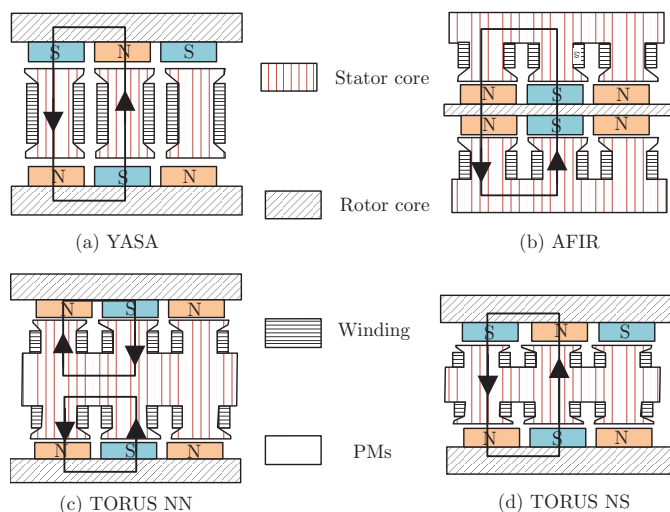 S N S
N S N
(a) YASA
Stator core
Rotor core
S
N S N
N S N
(b) AFIR
N S N
N S N
(c) TORUS NN
Winding
PMs
S N S
N S N
(d) TORUS NS